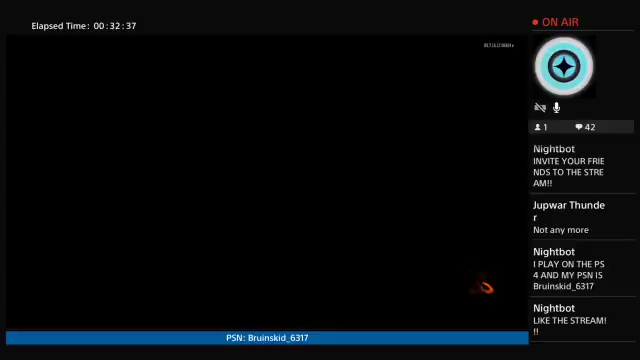 Elapsed Time: 00:32:37
ON AIR
1
42
Nightbot
INVITE YOUR FRIE
NDS TO THE STRE
AM!!
Jupwar Thunde
r
Not any more
Nightbot
I PLAY ON THE PS
4 AND MY PSN IS
Bruinskid_6317
Nightbot
LIKE THE STREAM!
!!
PSN: Bruinskid_6317